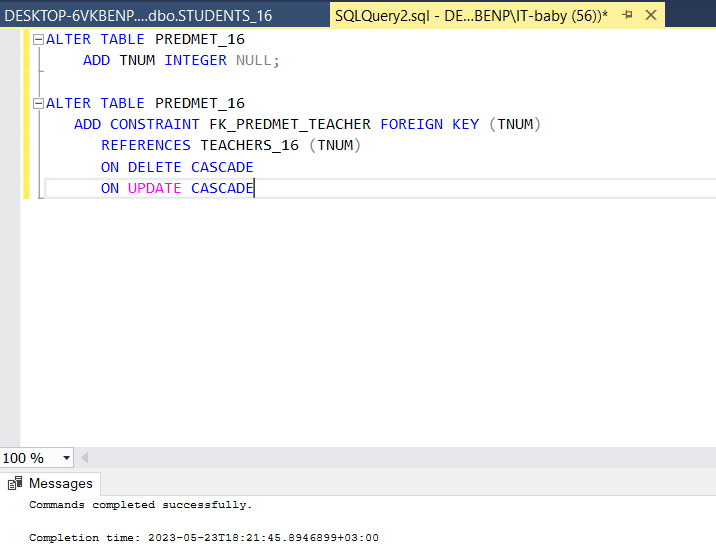 DESKTOP-6VKBENP....dbo.STUDENTS_16
SQLQuery2.sql - DE...BENP\IT-baby (56))*
ALTER TABLE PREDMET_16
ADD TNUM INTEGER NULL;
ALTER TABLE PREDMET_16
ADD CONSTRAINT FK_PREDMET_TEACHER FOREIGN KEY (TNUM)
REFERENCES TEACHERS_16 (TNUM)
ON DELETE CASCADE
ON UPDATE CASCADE
100 %
Messages
Commands completed successfully.
Completion time: 2023-05-23T18:21:45.8946899+03:00